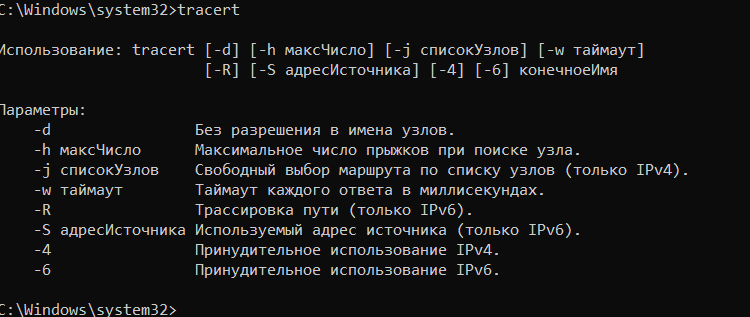 C:\Windows\system32>tracert
Использование: tracert [-d] [-h максЧисло] [-j списокУзлов] [-w таймаут]
[-R] [-S адресИсточника] [-4] [-6] конечноеИмя
Параметры:
-d Без разрешения в имена узлов.
-h максЧисло Максимальное число прыжков при поиске узла.
-j списокУзлов Свободный выбор маршрута по списку узлов (только IPv4).
-w таймаут Таймаут каждого ответа в миллисекундах.
-R Трассировка пути (только IPv6).
-S адресИсточника Используемый адрес источника (только IPv6).
-4 Принудительное использование IPv4.
-6 Принудительное использование IPv6.
C:\Windows\system32>